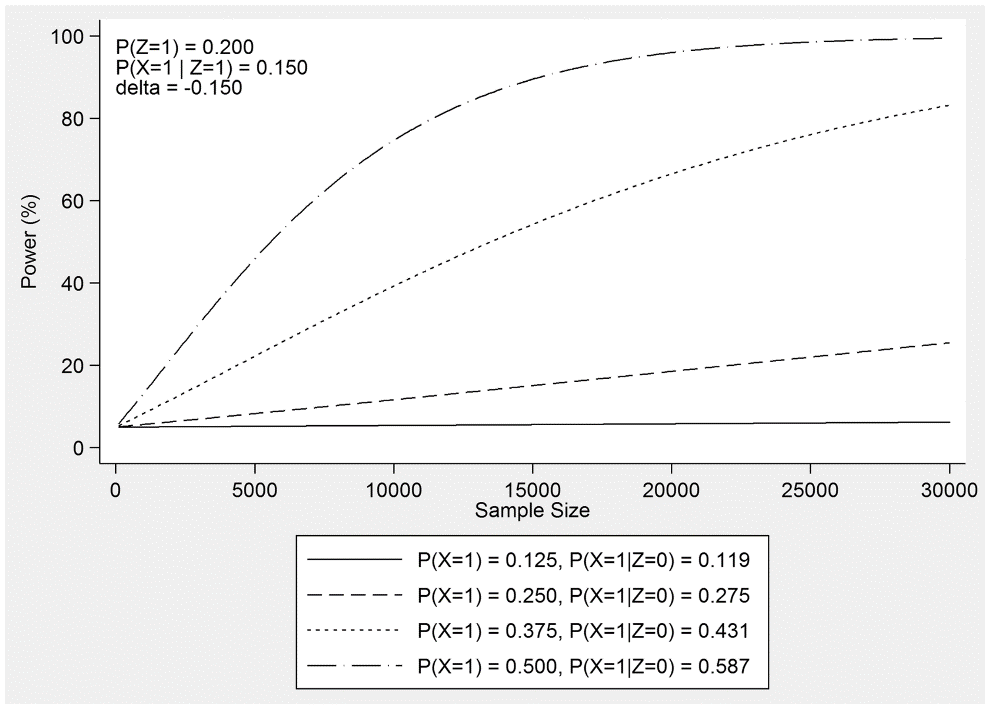 P(Z=1) = 0.200
P(X=1 | Z=1) = 0.150
delta = -0.150
100
80
60
40
20
0
Power (%)
0 5000 10000 15000 20000 25000 30000
Sample Size
P(X=1) = 0.125, P(X=1|Z=0) = 0.119
P(X=1) = 0.250, P(X=1|Z=0) = 0.275
P(X=1) = 0.375, P(X=1|Z=0) = 0.431
P(X=1) = 0.500, P(X=1|Z=0) = 0.587